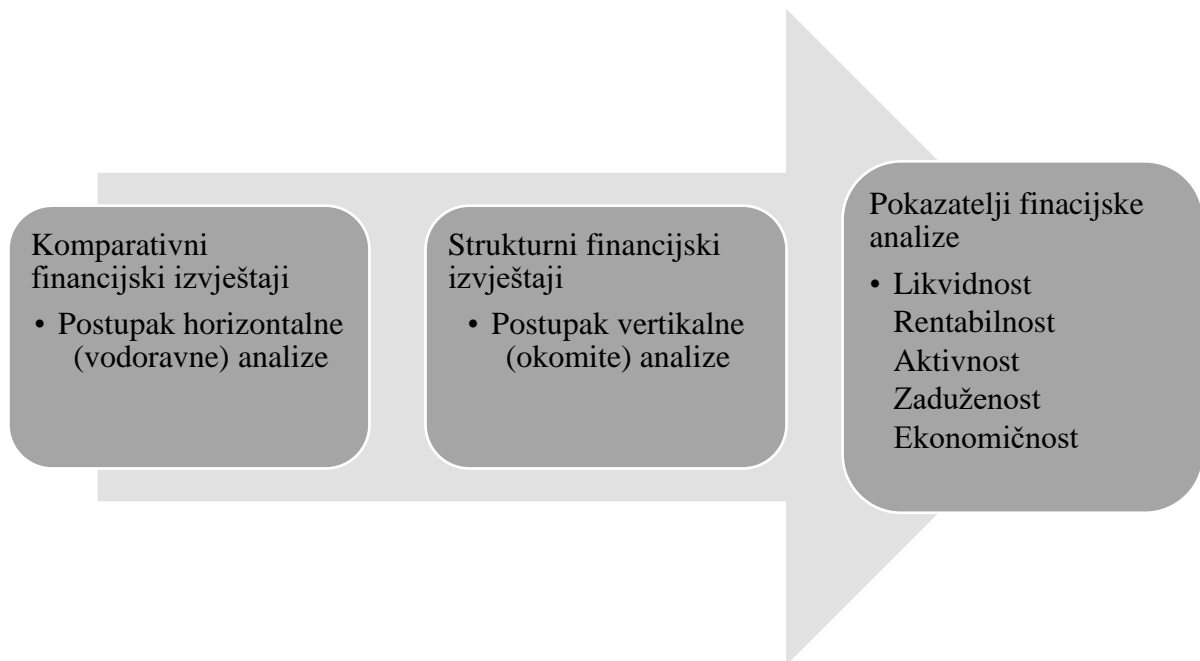 Komparativni
financijski izvještaji
• Postupak horizontalne
(vodoravne) analize
Strukturni financijski
izvještaji
• Postupak vertikalne
(okomite) analize
Pokazatelji finacijske
analize
• Likvidnost
Rentabilnost
Aktivnost
Zaduženost
Ekonomičnost